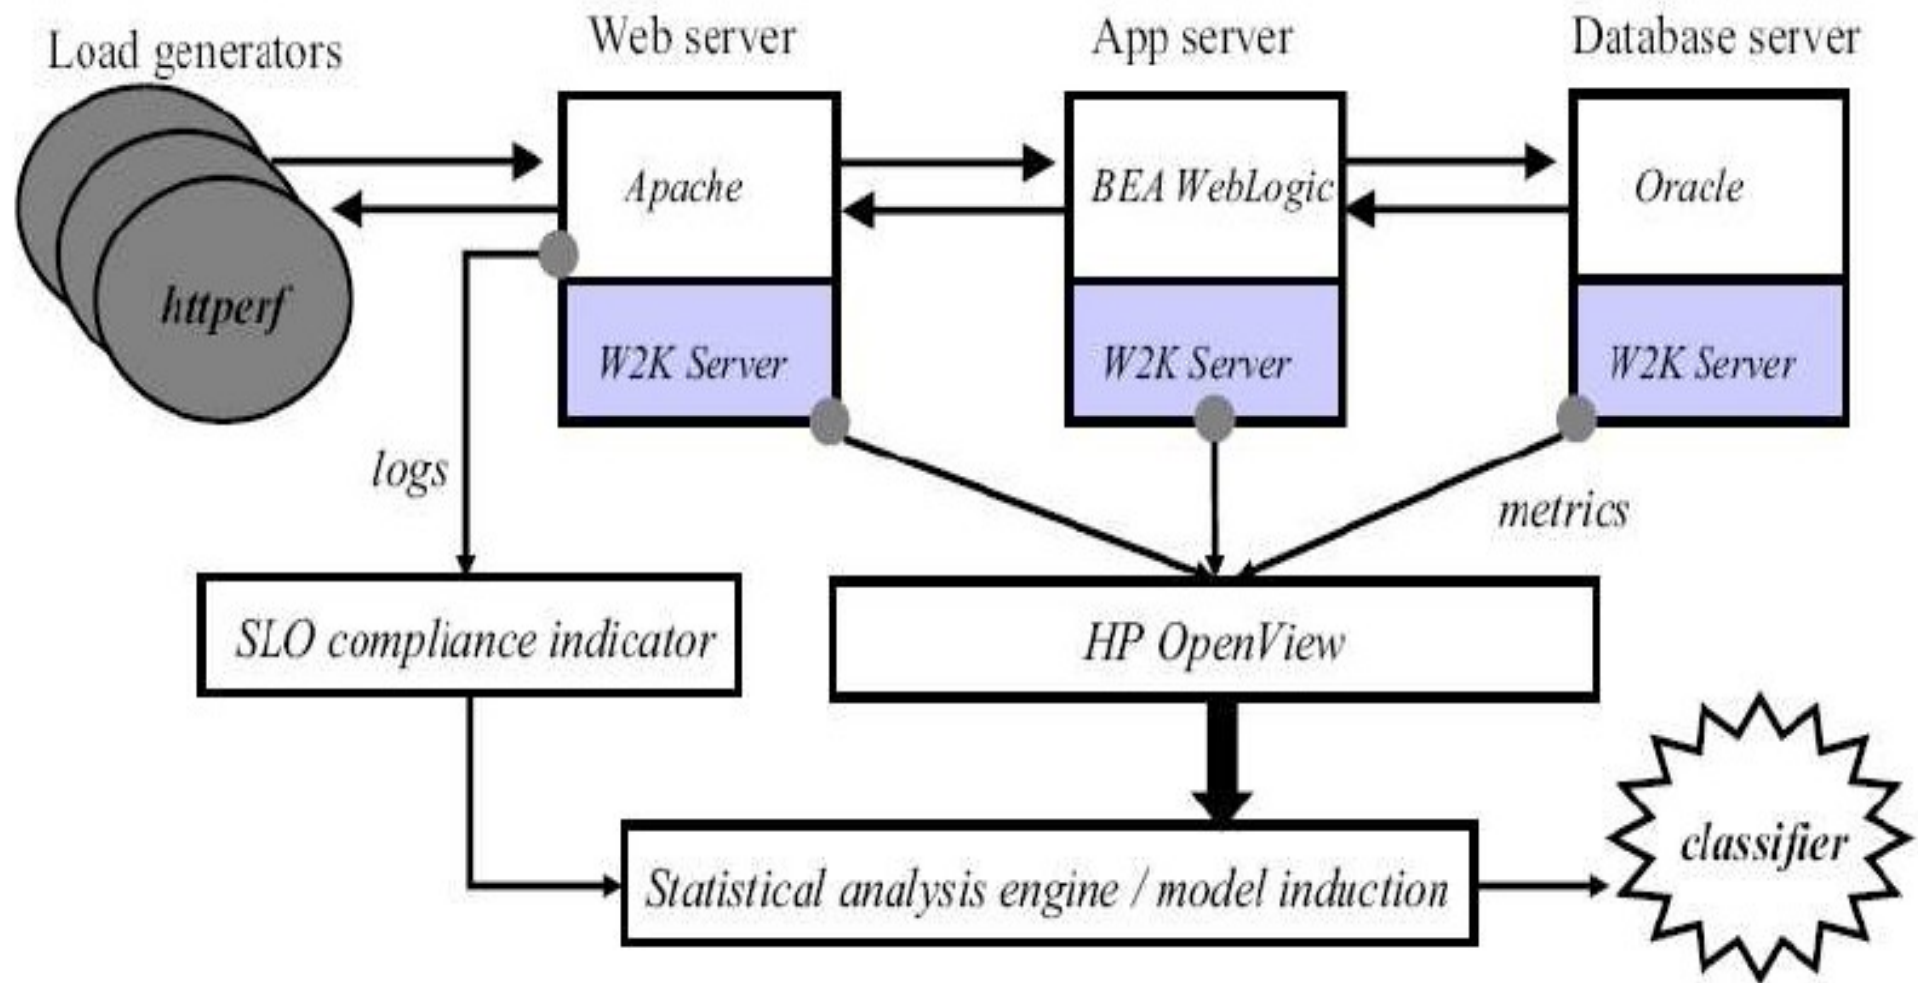 Load generators
Web server
App server
Database server
Apache
BEA WebLogic
Oracle
httperf
W2K Server
W2K Server
W2K Server
logs
metrics
SLO compliance indicator
HP OpenView
classifier
Statistical analysis engine / model induction